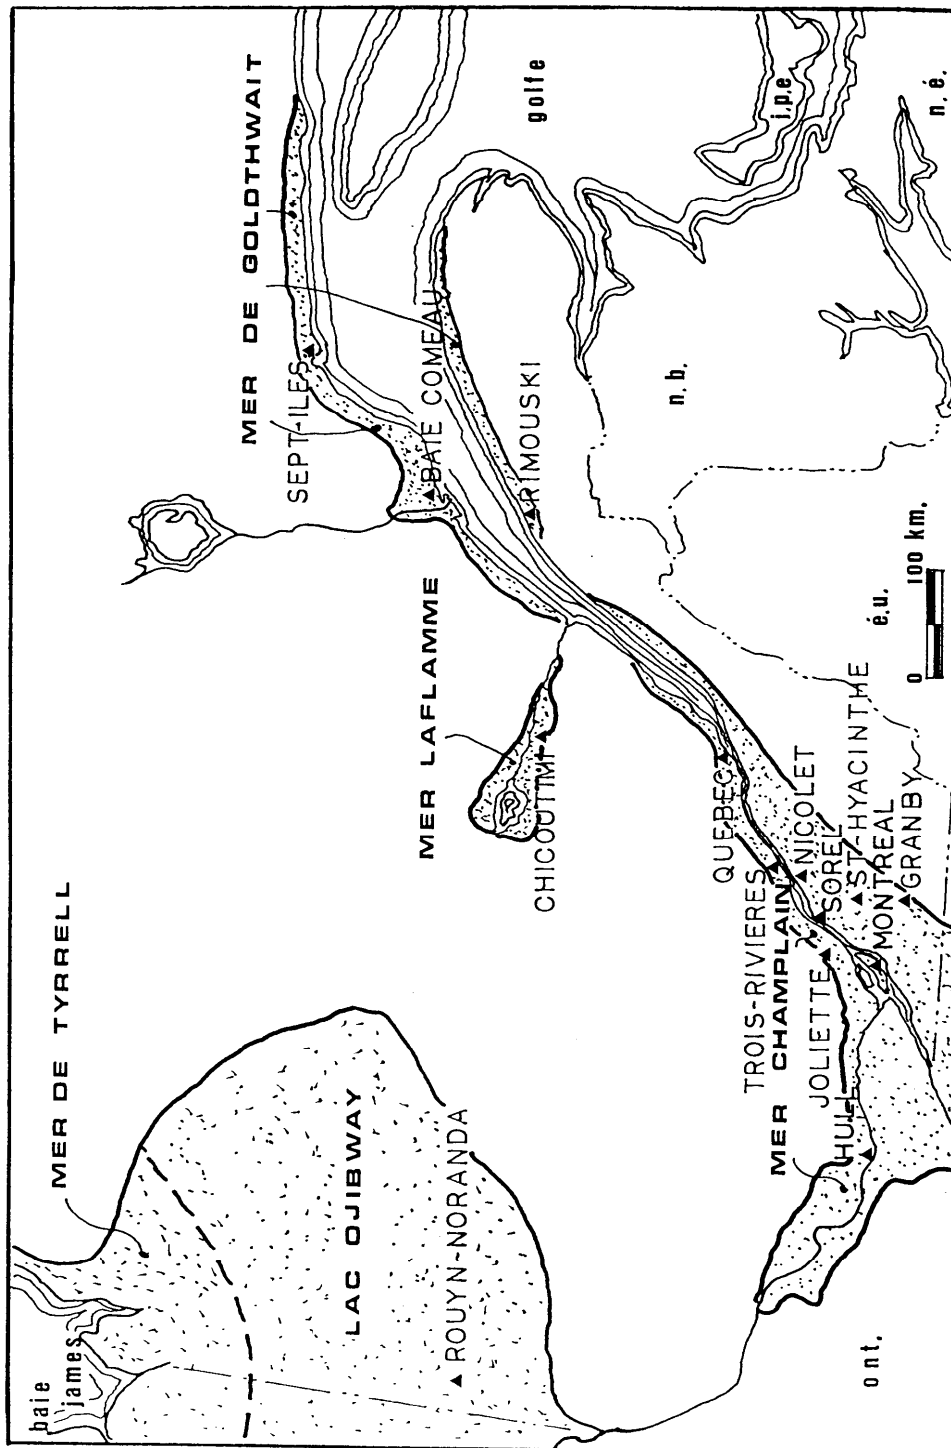 baie
james
MER DE TYRRELL
LAC OJIBWAY
ROUYN-NORANDA
ont.
MER LAFLAMME
CHICOUTIMI
MER DE GOLDTHWAIT
SEPT-ILES
BAIE COMEAU
RIMOUSKI
golfe
i.p.e
n.é.
n.b.
é.u.
0 100 km.
QUEBEC
TROIS-RIVIERES
MER CHAMPLAIN
NICOLET
JOLIETTE
SOREL
HULL
ST-HYACINTHE
MONTREAL
GRANBY